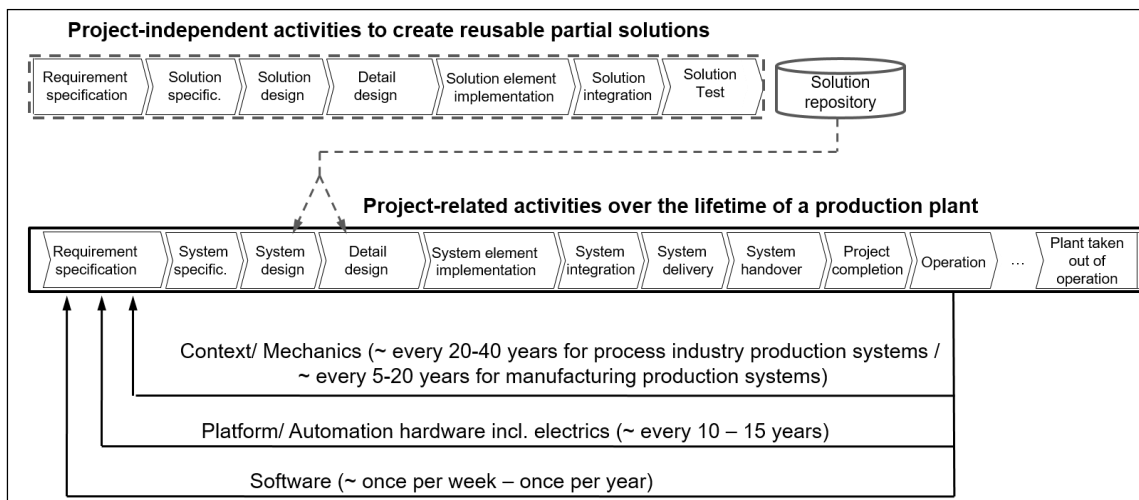 Project-independent activities to create reusable partial solutions
Requirement
specification
Solution
specific.
Solution
design
Detail
design
Solution element
implementation
Solution
integration
Solution
Test
Solution
repository
Project-related activities over the lifetime of a production plant
Requirement
specification
System
specific.
System
design
Detail
design
System element
implementation
System
integration
System
delivery
System
handover
Project
completion
Operation
...
Plant taken
out of
operation
Context/ Mechanics (~ every 20-40 years for process industry production systems /
~ every 5-20 years for manufacturing production systems)
Platform/ Automation hardware incl. electrics (~ every 10 – 15 years)
Software (~ once per week – once per year)